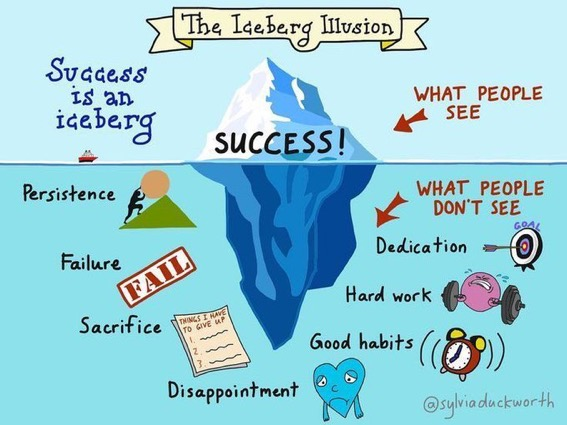 The Iceberg Illusion
Success
is an
iceberg
WHAT PEOPLE
SEE
SUCCESS!
WHAT PEOPLE
DON'T SEE
Persistence
GOAL
Dedication
Failure
FAIL
Hard work
Sacrifice
THINGS I HAVE
TO GIVE UP
1.
2.
3.
Good habits
Disappointment
@sylviaduckworth